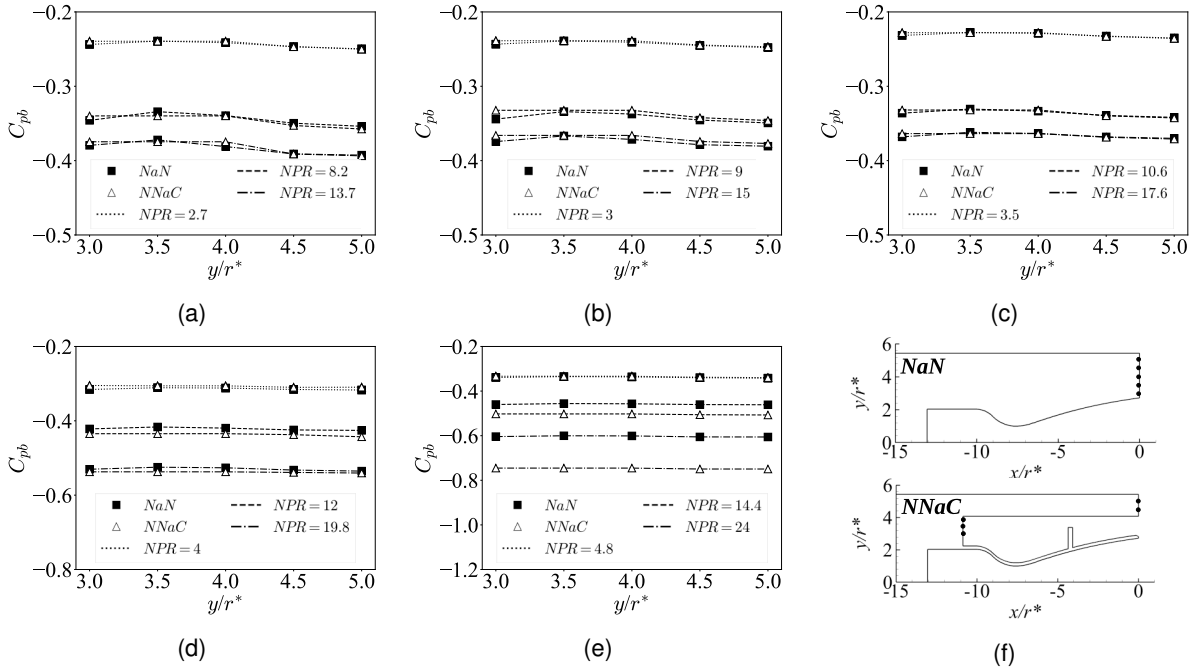 −0.2
−0.3
−0.4
−0.5
C_pb
NaN
NNaC
NPR = 2.7
NPR = 8.2
NPR = 13.7
3.0 3.5 4.0 4.5 5.0
y/r*
(a)
−0.2
−0.3
−0.4
−0.5
C_pb
NaN
NNaC
NPR = 3
NPR = 9
NPR = 15
3.0 3.5 4.0 4.5 5.0
y/r*
(b)
−0.2
−0.3
−0.4
−0.5
C_pb
NaN
NNaC
NPR = 3.5
NPR = 10.6
NPR = 17.6
3.0 3.5 4.0 4.5 5.0
y/r*
(c)
−0.2
−0.4
−0.6
−0.8
C_pb
NaN
NNaC
NPR = 4
NPR = 12
NPR = 19.8
3.0 3.5 4.0 4.5 5.0
y/r*
(d)
−0.2
−0.4
−0.6
−0.8
−1.0
−1.2
C_pb
NaN
NNaC
NPR = 4.8
NPR = 14.4
NPR = 24
3.0 3.5 4.0 4.5 5.0
y/r*
(e)
NaN
6
4
2
0
y/r*
-15 -10 -5 0
x/r*
NNaC
6
4
2
0
y/r*
-15 -10 -5 0
x/r*
(f)